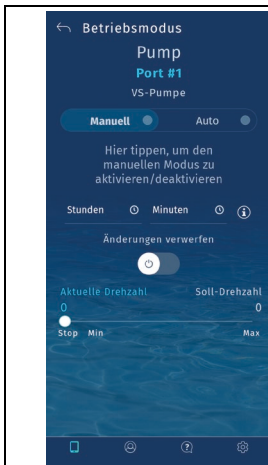 Betriebsmodus
Pump
Port #1
VS-Pumpe
Manuell Auto
Hier tippen, um den
manuellen Modus zu
aktivieren/deaktivieren
Stunden Minuten
Änderungen verwerfen
Aktuelle Drehzahl Soll-Drehzahl
0 0
Stop Min Max